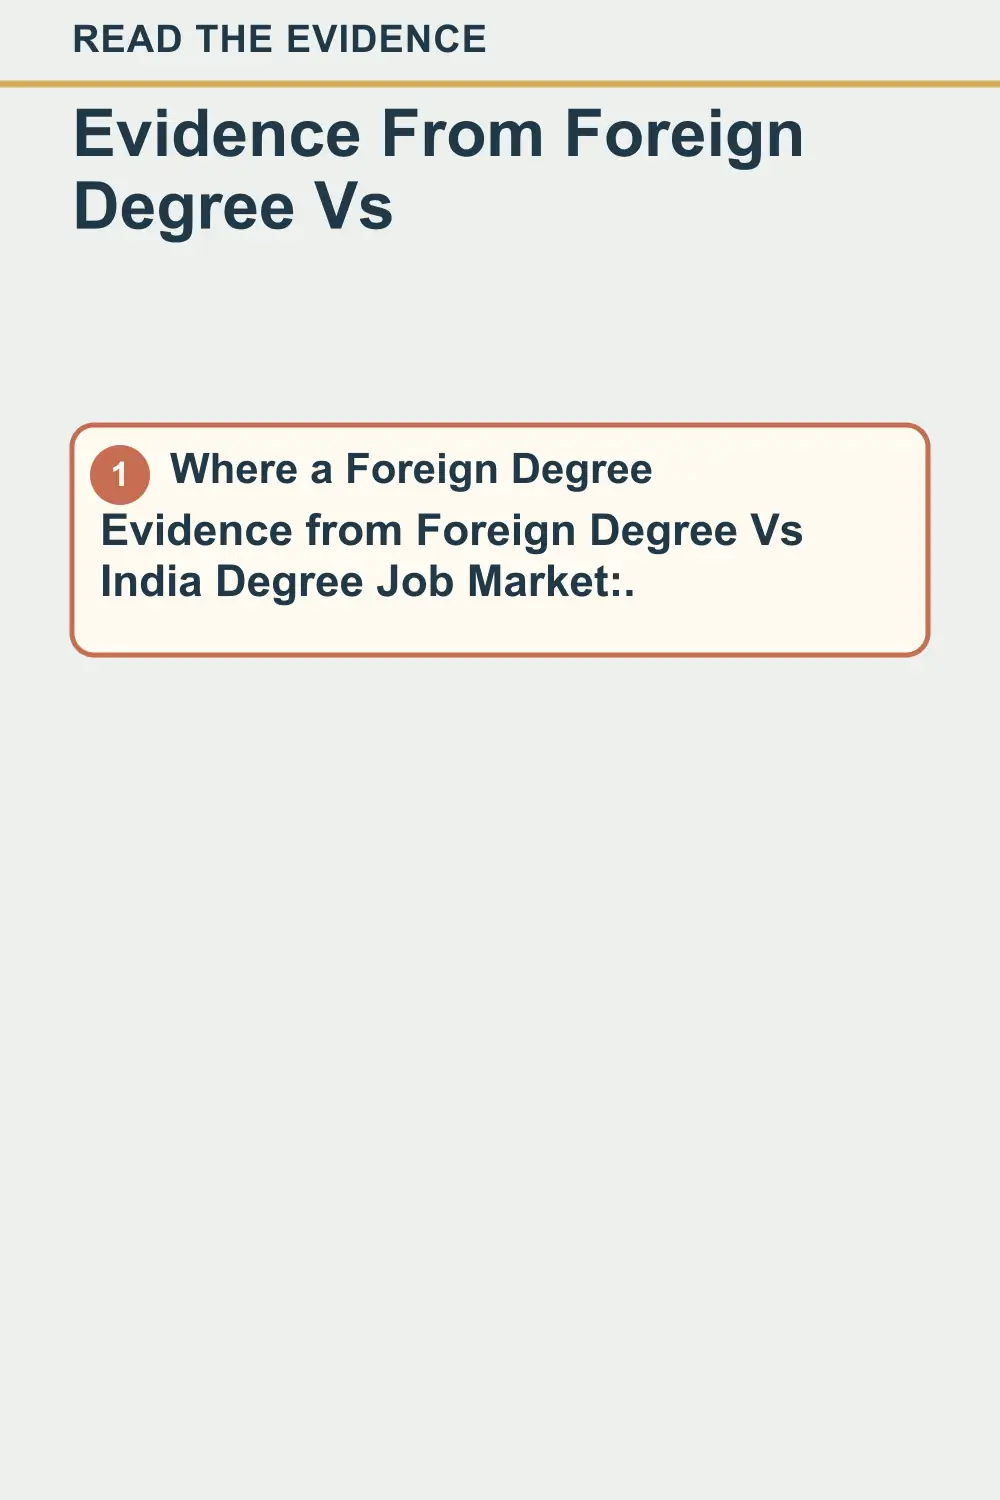 READ THE EVIDENCE
Evidence From Foreign
Degree Vs
1 Where a Foreign Degree
Evidence from Foreign Degree Vs
India Degree Job Market:.